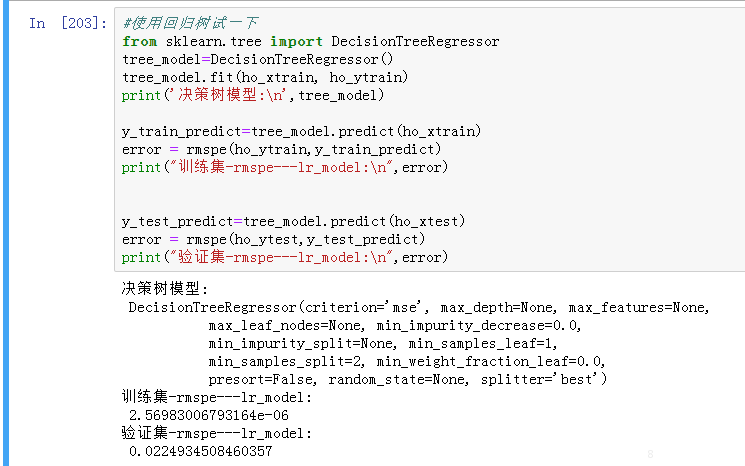 In [203]:
#使用回归树试一下
from sklearn.tree import DecisionTreeRegressor
tree_model=DecisionTreeRegressor()
tree_model.fit(ho_xtrain, ho_ytrain)
print('决策树模型:\n',tree_model)
y_train_predict=tree_model.predict(ho_xtrain)
error = rmspe(ho_ytrain,y_train_predict)
print("训练集-rmspe---lr_model:\n",error)
y_test_predict=tree_model.predict(ho_xtest)
error = rmspe(ho_ytest,y_test_predict)
print("验证集-rmspe---lr_model:\n",error)
决策树模型:
DecisionTreeRegressor(criterion='mse', max_depth=None, max_features=None,
max_leaf_nodes=None, min_impurity_decrease=0.0,
min_impurity_split=None, min_samples_leaf=1,
min_samples_split=2, min_weight_fraction_leaf=0.0,
presort=False, random_state=None, splitter='best')
训练集-rmspe---lr_model:
2.56983006793164e-06
验证集-rmspe---lr_model:
0.0224934508460357